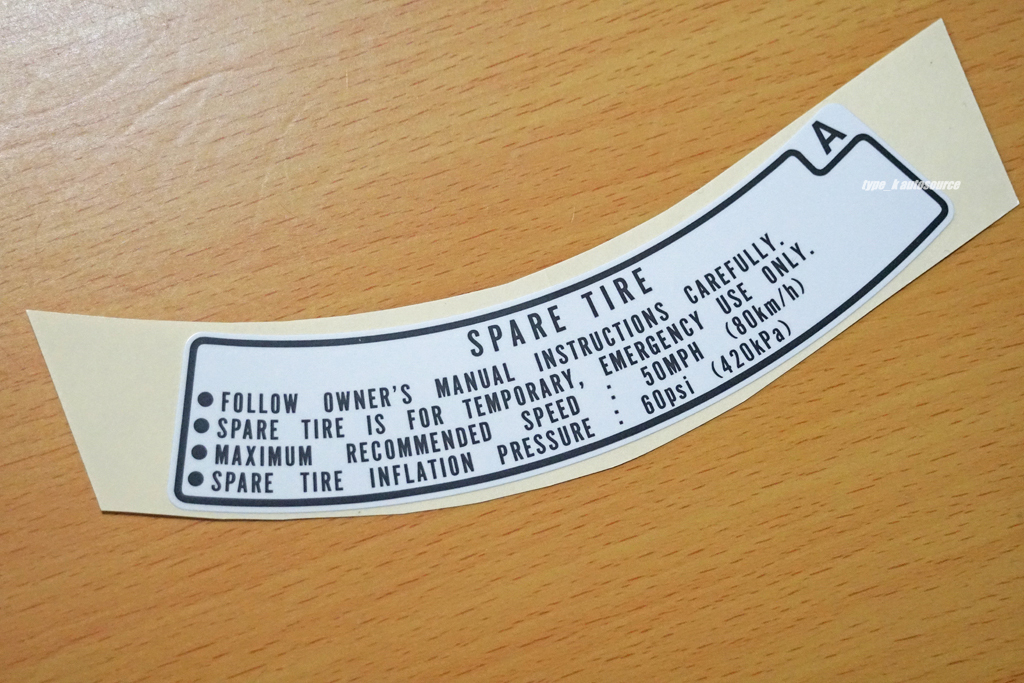 A
type_k autosource
SPARE TIRE
●FOLLOW OWNER'S MANUAL INSTRUCTIONS CAREFULLY.
●SPARE TIRE IS FOR TEMPORARY, EMERGENCY USE ONLY.
●MAXIMUM RECOMMENDED SPEED : 50MPH (80km/h)
●SPARE TIRE INFLATION PRESSURE : 60psi (420kPa)